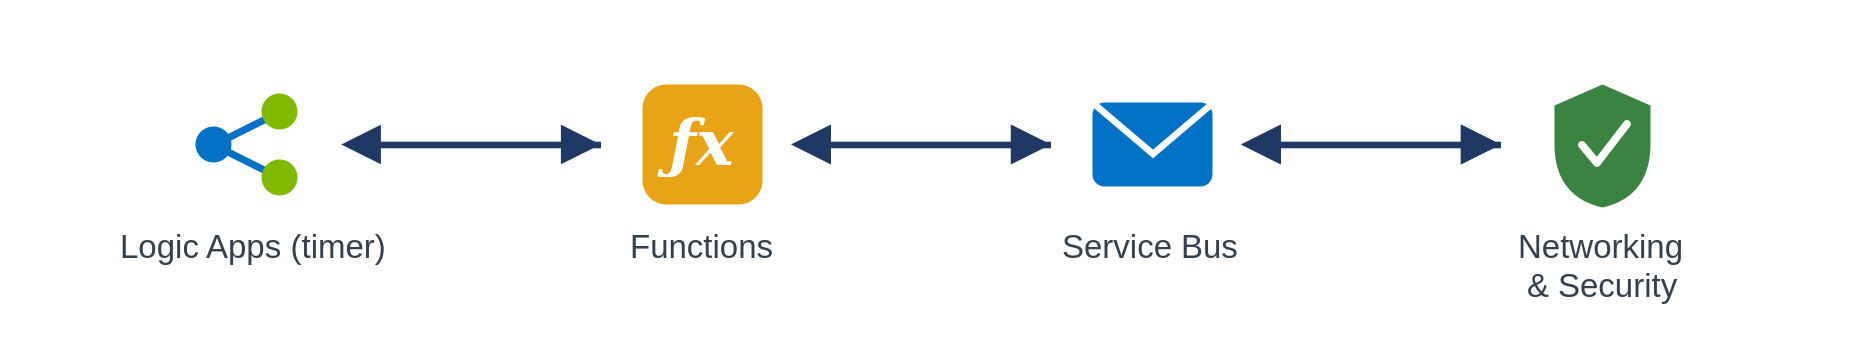 fx
Logic Apps (timer)
Functions
Service Bus
Networking
& Security